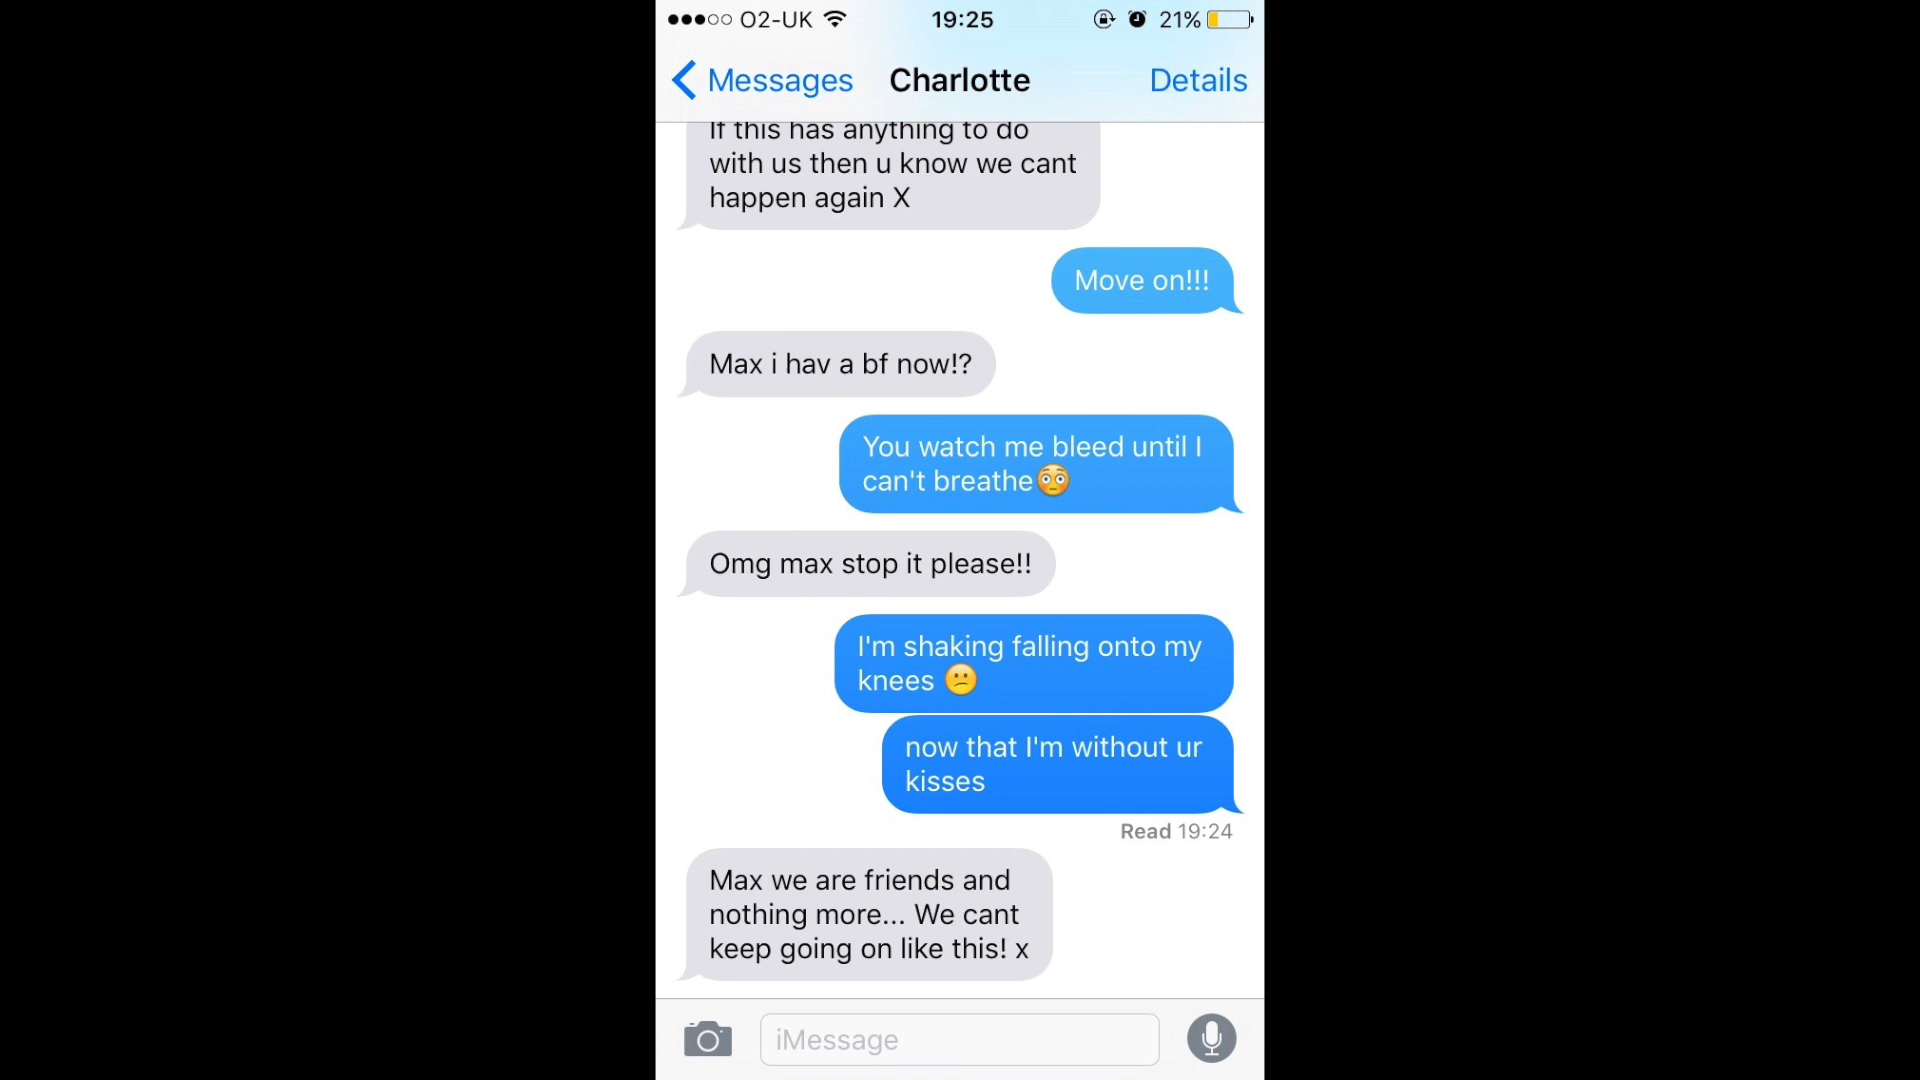 O2-UK 19:25 21%
Messages Charlotte Details
If this has anything to do
with us then u know we cant
happen again X
Move on!!!
Max i hav a bf now!?
You watch me bleed until I
can't breathe😳
Omg max stop it please!!
I'm shaking falling onto my
knees 😕
now that I'm without ur
kisses
Read 19:24
Max we are friends and
nothing more... We cant
keep going on like this! x
iMessage